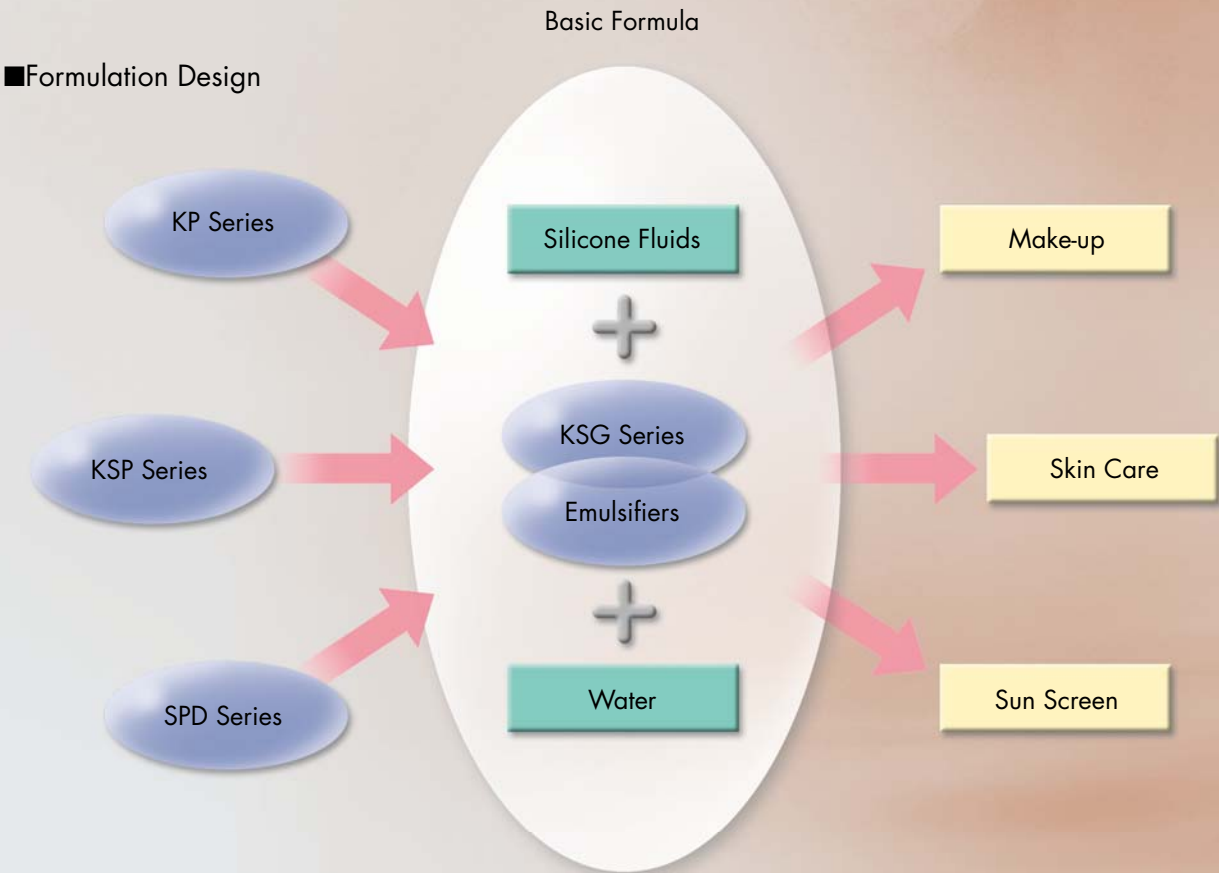 Basic Formula
■Formulation Design
KP Series
KSP Series
SPD Series
Silicone Fluids
+
KSG Series
Emulsifiers
+
Water
Make-up
Skin Care
Sun Screen